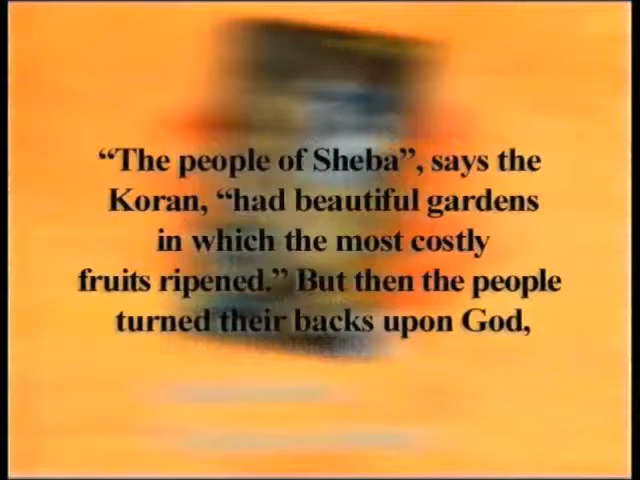 “The people of Sheba”, says the
Koran, “had beautiful gardens
in which the most costly
fruits ripened.” But then the people
turned their backs upon God,